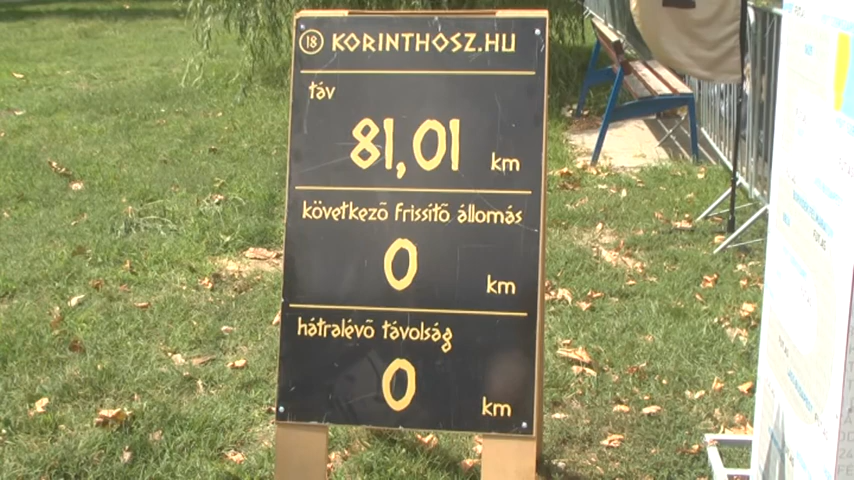 18 KORINTHOSZ.HU
táv
81,01 km
következő frissítő állomás
0 km
hátralévő távolság
0 km